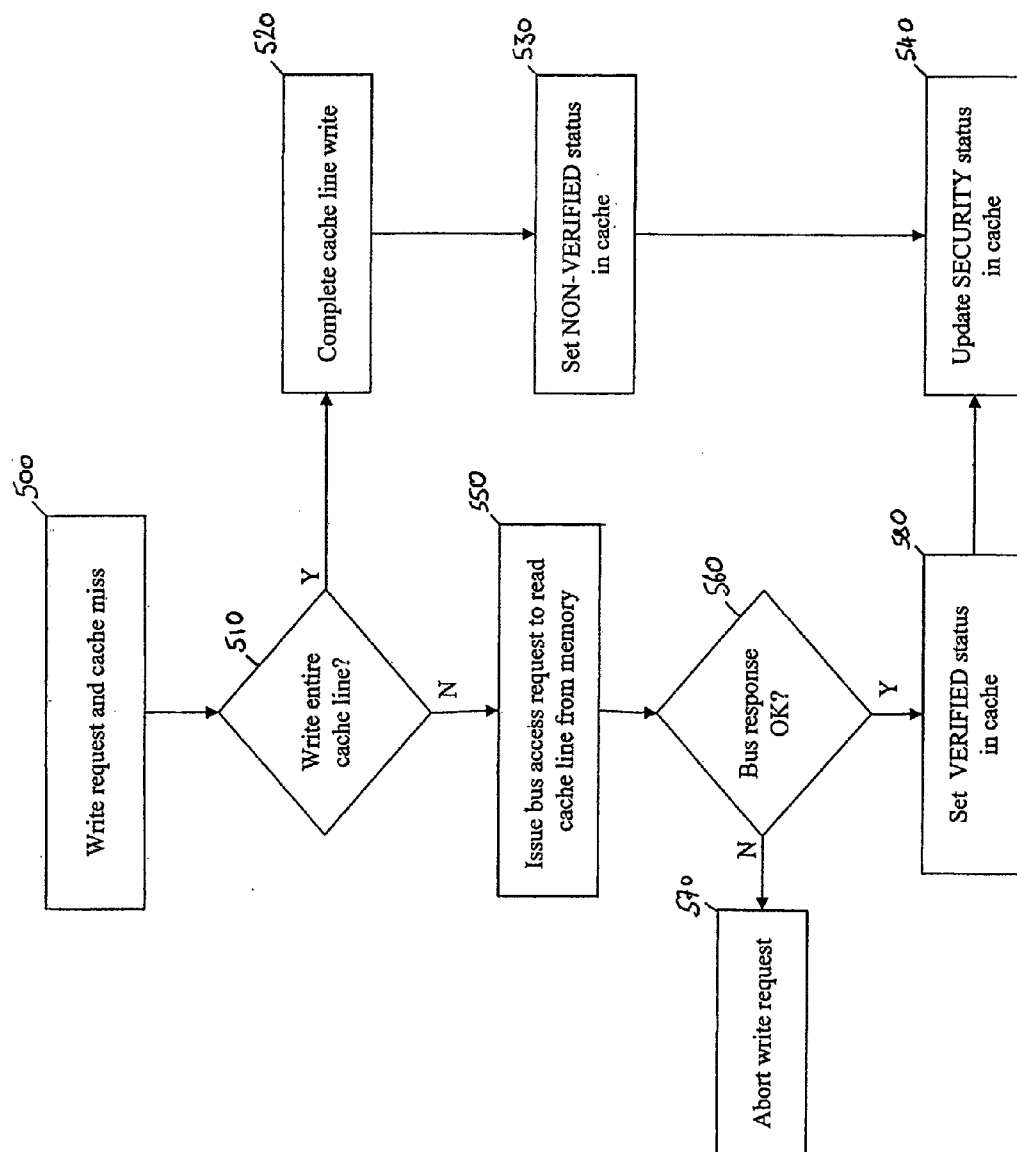 500
Write request and cache miss
510
Write entire
cache line?
Y
N
520
Complete cache line write
530
Set NON-VERIFIED status
in cache
540
Update SECURITY status
in cache
550
Issue bus access request to read
cache line from memory
560
Bus response
OK?
N
Y
570
Abort write request
580
Set VERIFIED status
in cache